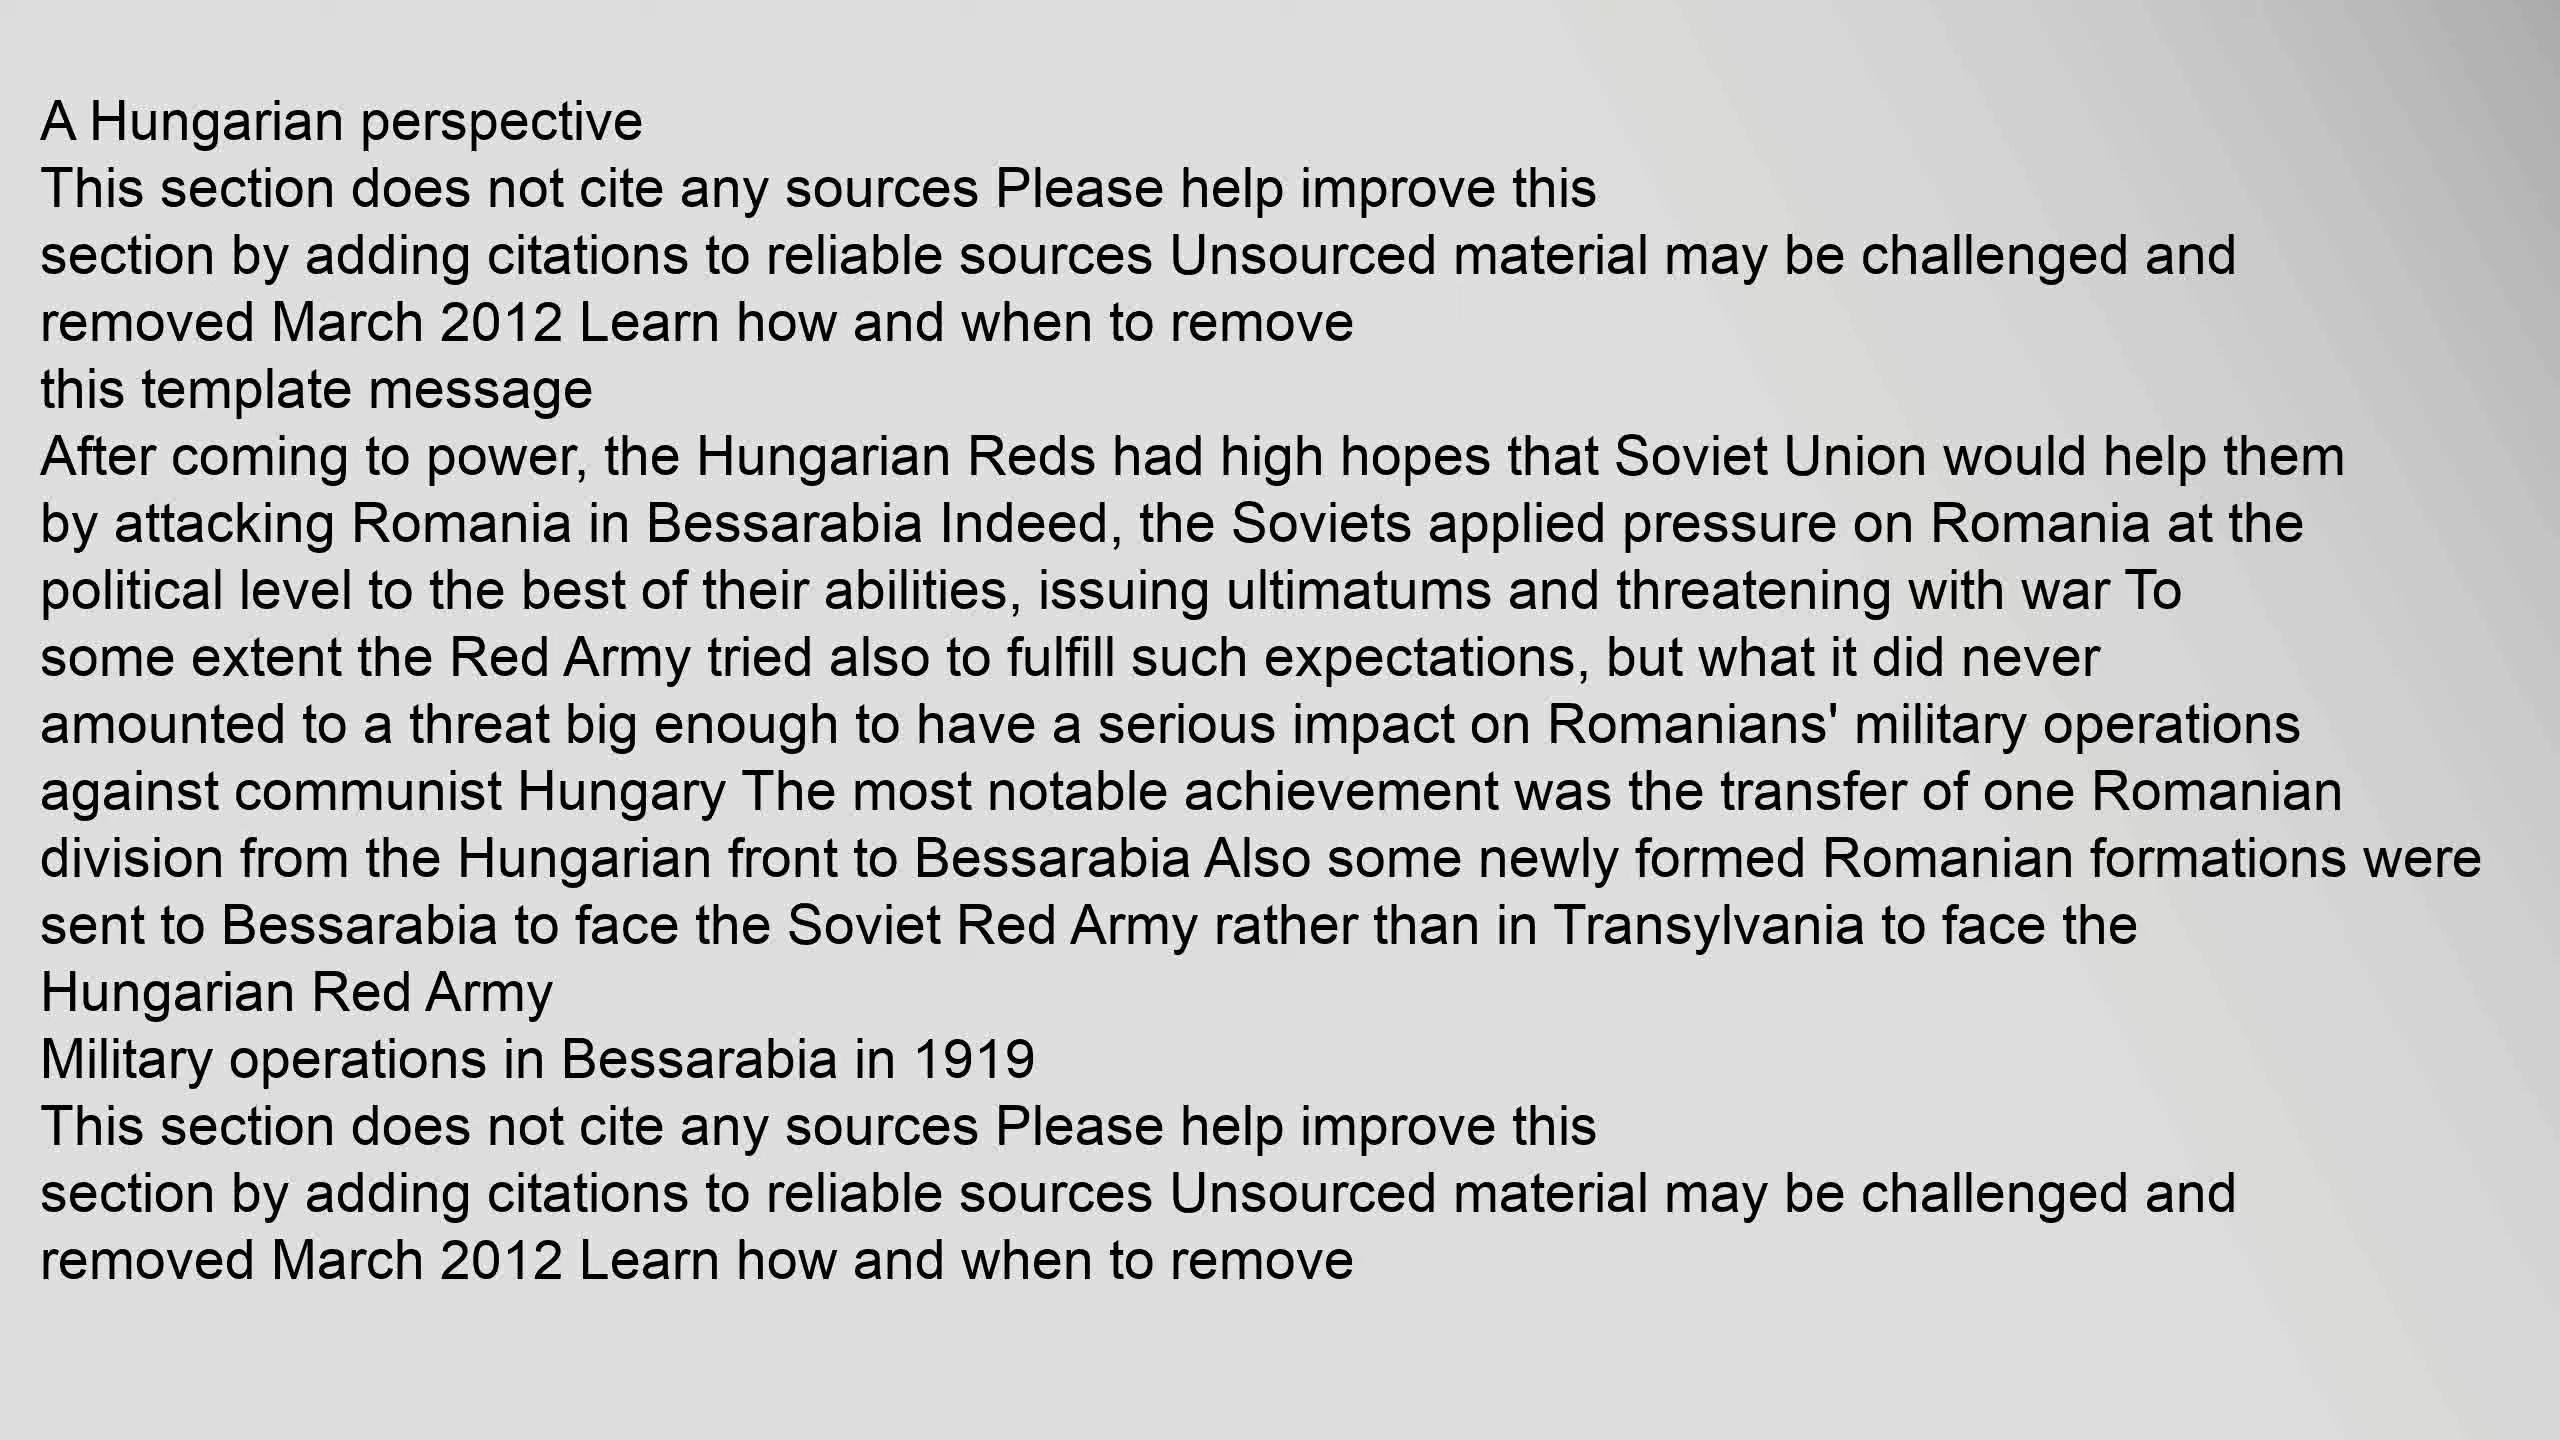 A Hungarian perspective
This section does not cite any sources Please help improve this
section by adding citations to reliable sources Unsourced material may be challenged and
removed March 2012 Learn how and when to remove
this template message
After coming to power, the Hungarian Reds had high hopes that Soviet Union would help them
by attacking Romania in Bessarabia Indeed, the Soviets applied pressure on Romania at the
political level to the best of their abilities, issuing ultimatums and threatening with war To
some extent the Red Army tried also to fulfill such expectations, but what it did never
amounted to a threat big enough to have a serious impact on Romanians' military operations
against communist Hungary The most notable achievement was the transfer of one Romanian
division from the Hungarian front to Bessarabia Also some newly formed Romanian formations were
sent to Bessarabia to face the Soviet Red Army rather than in Transylvania to face the
Hungarian Red Army
Military operations in Bessarabia in 1919
This section does not cite any sources Please help improve this
section by adding citations to reliable sources Unsourced material may be challenged and
removed March 2012 Learn how and when to remove